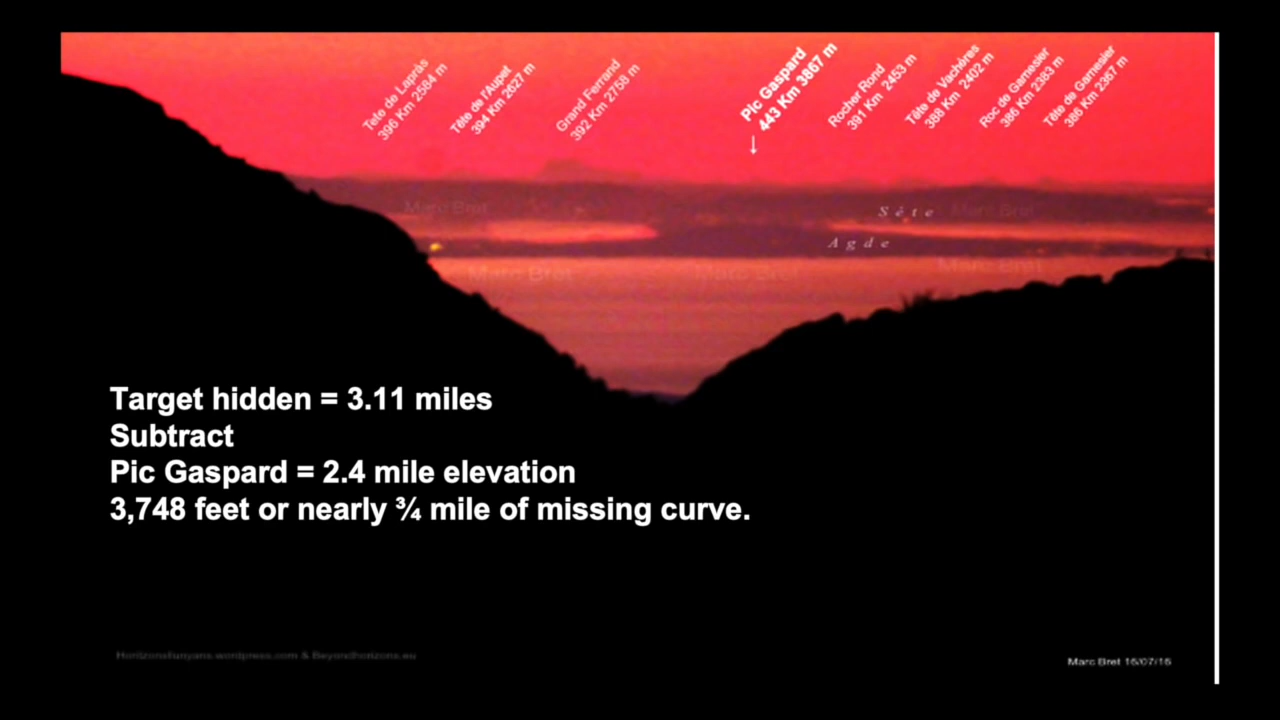 Tete de Lapràs
396 Km 2584 m
Tête de l'Aupet
394 Km 2627 m
Grand Ferrand
392 Km 2758 m
Pic Gaspard
443 Km 3867 m
Rocher Rond
391 Km 2453 m
Tête de Vachères
388 Km 2402 m
Roc de Garnesier
385 Km 2383 m
Tête de Garnesier
386 Km 2367 m
Marc Bret
Sète
Marc Bret
Agde
Marc Bret
Marc Bret
Marc Bret
Target hidden = 3.11 miles
Subtract
Pic Gaspard = 2.4 mile elevation
3,748 feet or nearly ¾ mile of missing curve.
Marc Bret 16/07/16